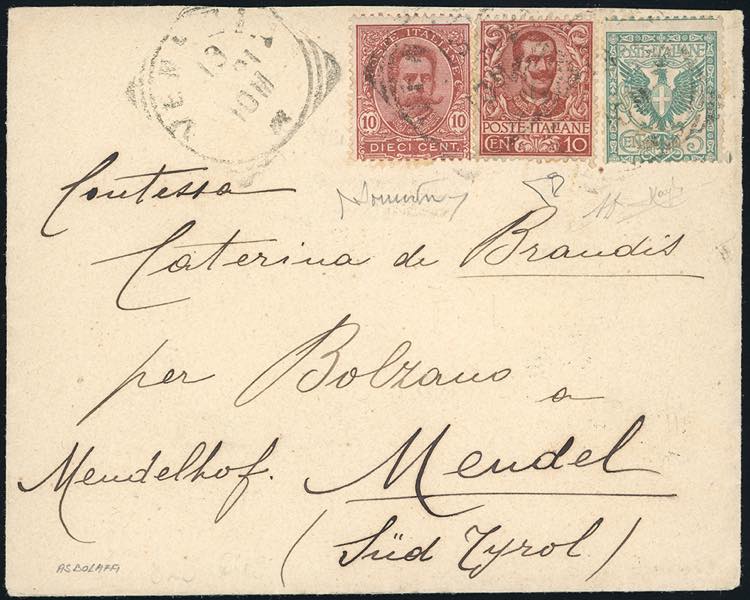 VENEZIA
POSTE ITALIANE
10 10
DIECI CENT.
POSTE ITALIANE
CENT. 10
POSTE·ITALIANE
Contessa
Caterina de Brandis
per Bolzano a
Mendelhof. Mendel
(Süd Tyrol)
ASBOLAFFI